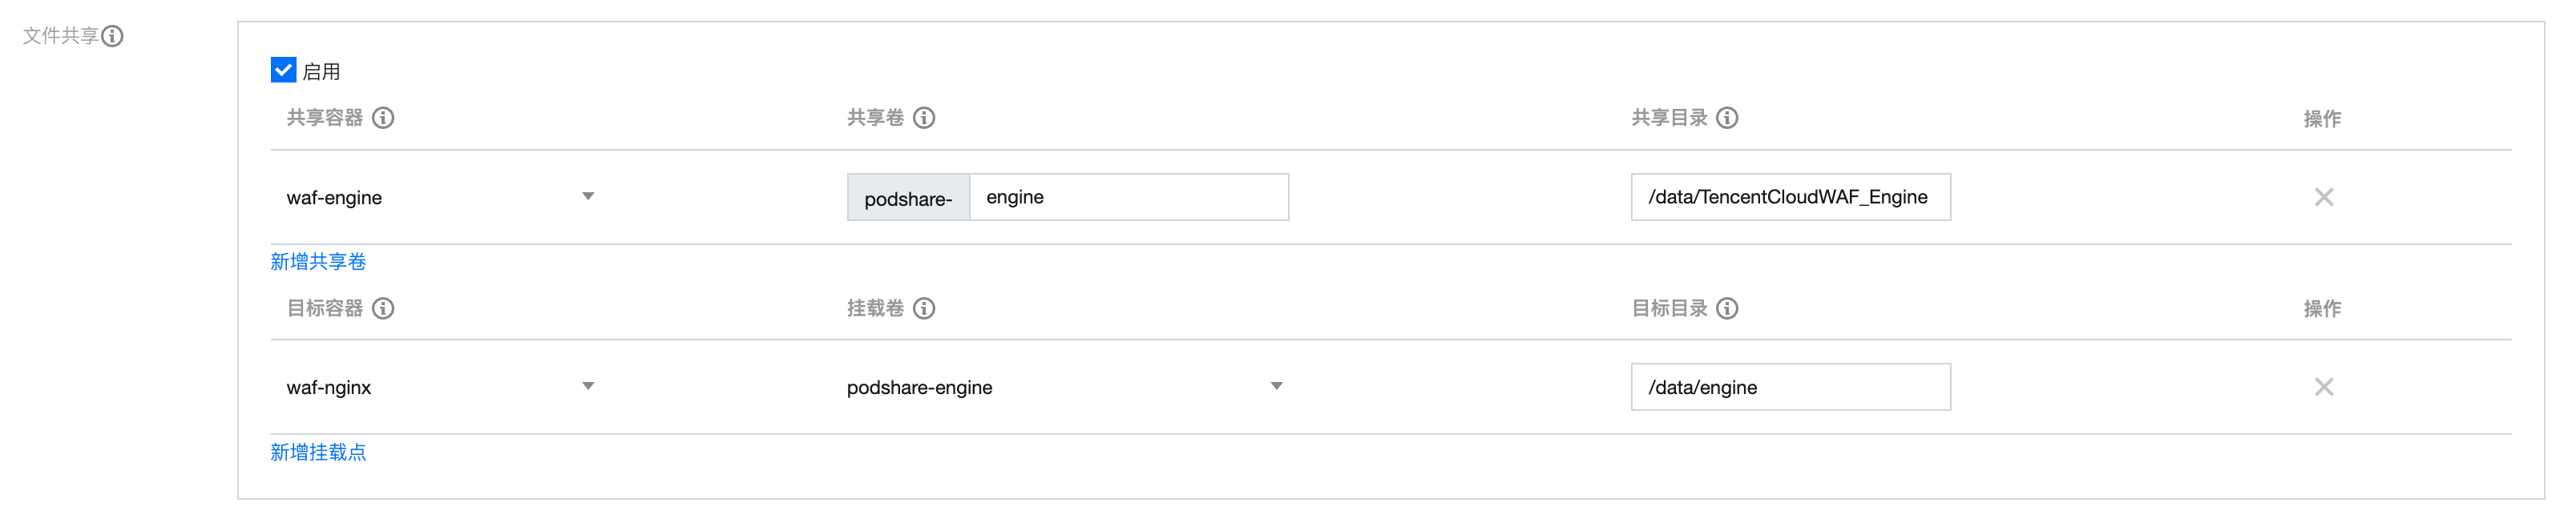 文件共享
启用
共享容器 共享卷 共享目录 操作
waf-engine podshare- engine /data/TencentCloudWAF_Engine
新增共享卷
目标容器 挂载卷 目标目录 操作
waf-nginx podshare-engine /data/engine
新增挂载点